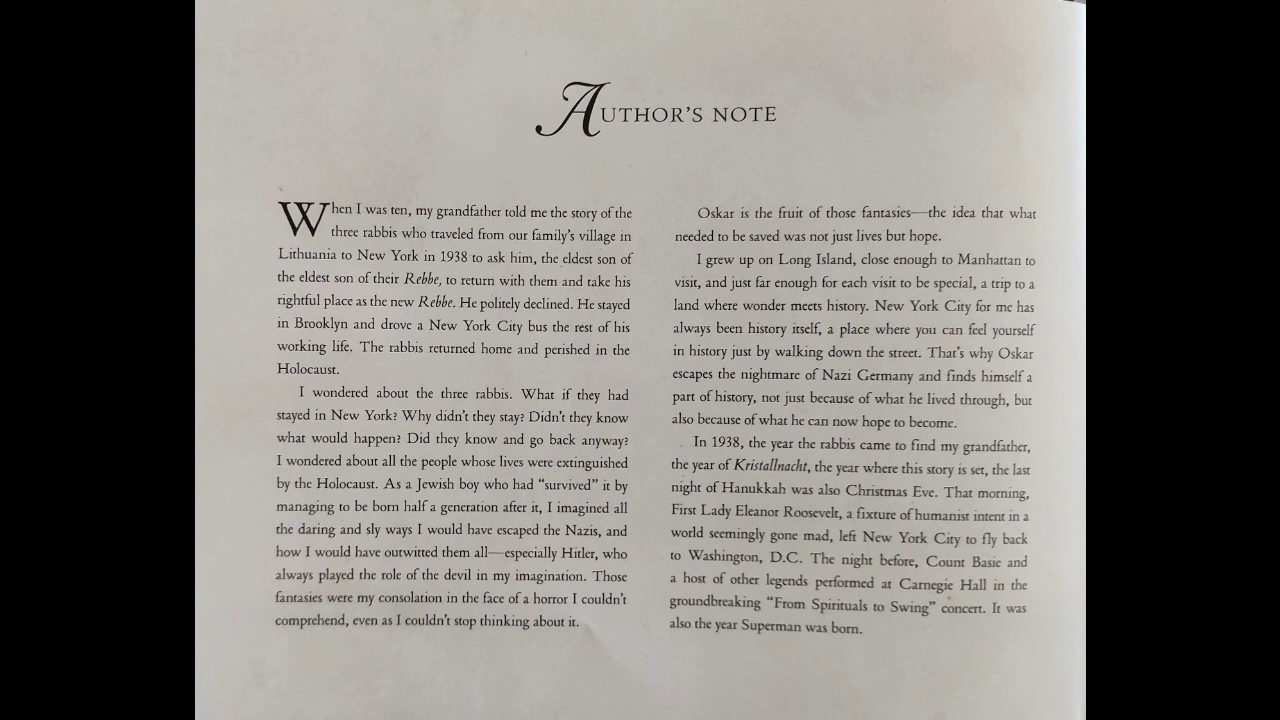 AUTHOR'S NOTE
When I was ten, my grandfather told me the story of the
three rabbis who traveled from our family's village in
Lithuania to New York in 1938 to ask him, the eldest son of
the eldest son of their Rebbe, to return with them and take his
rightful place as the new Rebbe. He politely declined. He stayed
in Brooklyn and drove a New York City bus the rest of his
working life. The rabbis returned home and perished in the
Holocaust.
I wondered about the three rabbis. What if they had
stayed in New York? Why didn't they stay? Didn't they know
what would happen? Did they know and go back anyway?
I wondered about all the people whose lives were extinguished
by the Holocaust. As a Jewish boy who had “survived” it by
managing to be born half a generation after it, I imagined all
the daring and sly ways I would have escaped the Nazis, and
how I would have outwitted them all—especially Hitler, who
always played the role of the devil in my imagination. Those
fantasies were my consolation in the face of a horror I couldn't
comprehend, even as I couldn't stop thinking about it.
Oskar is the fruit of those fantasies—the idea that what
needed to be saved was not just lives but hope.
I grew up on Long Island, close enough to Manhattan to
visit, and just far enough for each visit to be special, a trip to a
land where wonder meets history. New York City for me has
always been history itself, a place where you can feel yourself
in history just by walking down the street. That's why Oskar
escapes the nightmare of Nazi Germany and finds himself a
part of history, not just because of what he lived through, but
also because of what he can now hope to become.
In 1938, the year the rabbis came to find my grandfather,
the year of Kristallnacht, the year where this story is set, the last
night of Hanukkah was also Christmas Eve. That morning,
First Lady Eleanor Roosevelt, a fixture of humanist intent in a
world seemingly gone mad, left New York City to fly back
to Washington, D.C. The night before, Count Basie and
a host of other legends performed at Carnegie Hall in the
groundbreaking “From Spirituals to Swing” concert. It was
also the year Superman was born.